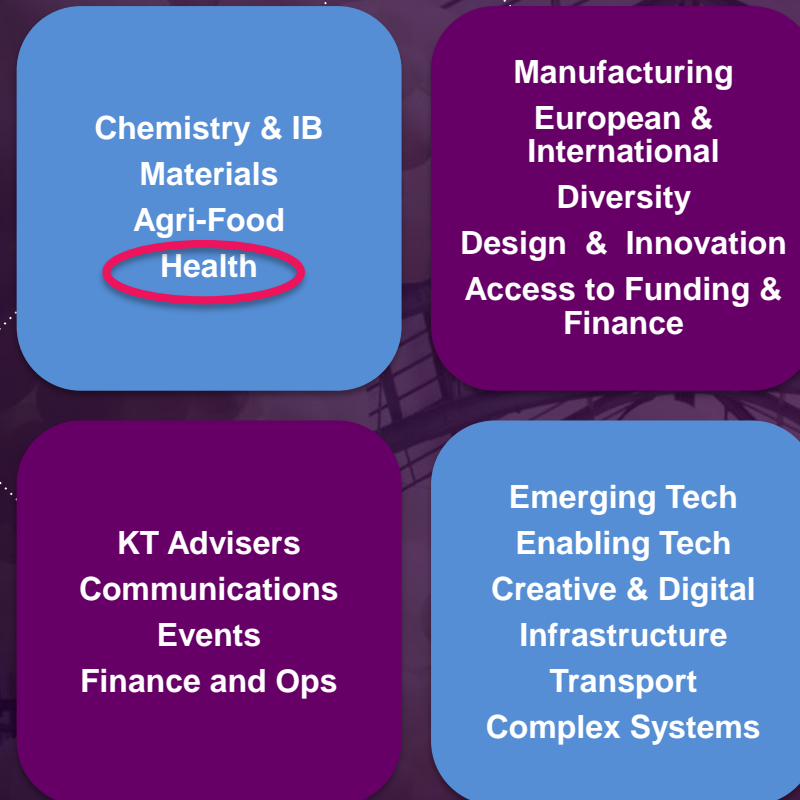 Chemistry & IB
Materials
Agri-Food
Health
Manufacturing
European &
International
Diversity
Design & Innovation
Access to Funding &
Finance
KT Advisers
Communications
Events
Finance and Ops
Emerging Tech
Enabling Tech
Creative & Digital
Infrastructure
Transport
Complex Systems